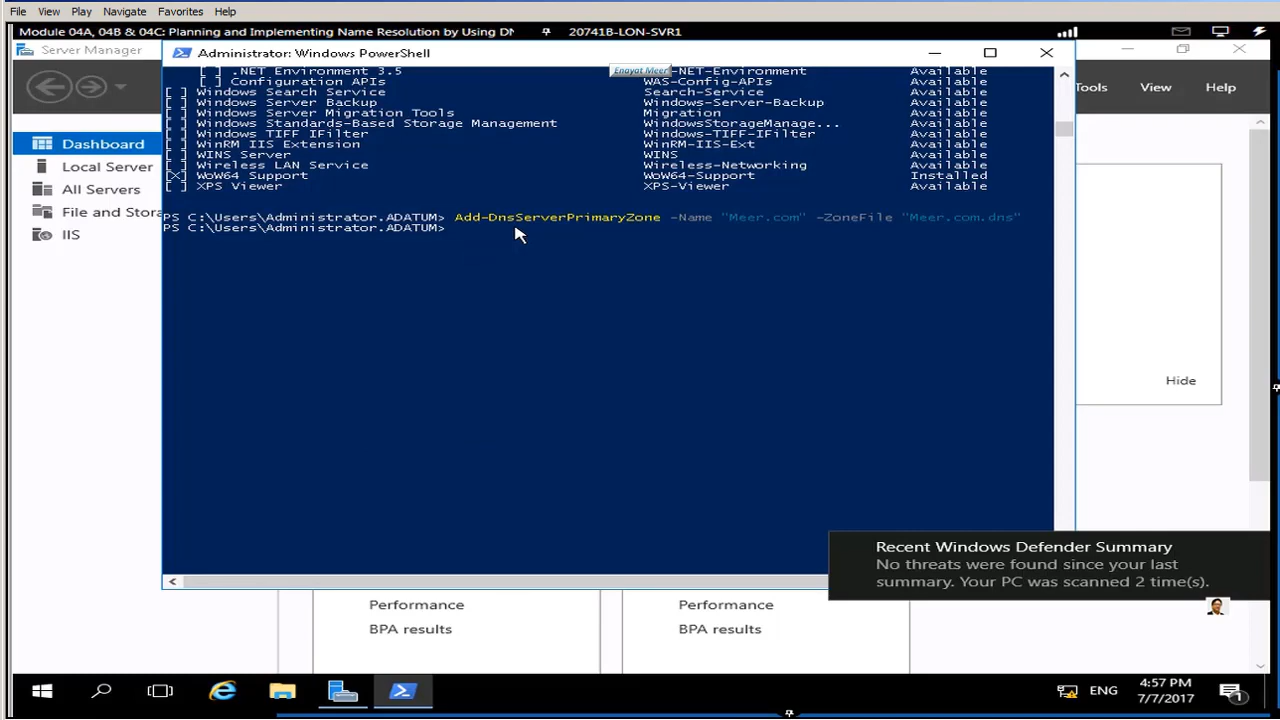 File View Play Navigate Favorites Help
Module 04A, 04B & 04C: Planning and Implementing Name Resolution by Using DN 20741B-LON-SVR1
Server Manager
Administrator: Windows PowerShell
Tools View Help
Dashboard
Local Server
All Servers
File and Stora
IIS
[ ] .NET Environment 3.5 -NET-Environment Available
Enayat Meer
[ ] Configuration APIs WAS-Config-APIs Available
[ ] Windows Search Service Search-Service Available
[ ] Windows Server Backup Windows-Server-Backup Available
[ ] Windows Server Migration Tools Migration Available
[ ] Windows Standards-Based Storage Management WindowsStorageManage... Available
[ ] Windows TIFF IFilter Windows-TIFF-IFilter Available
[ ] WinRM IIS Extension WinRM-IIS-Ext Available
[ ] WINS Server WINS Available
[ ] Wireless LAN Service Wireless-Networking Available
[X] WoW64 Support WoW64-Support Installed
[ ] XPS Viewer XPS-Viewer Available
PS C:\Users\Administrator.ADATUM> Add-DnsServerPrimaryZone -Name "Meer.com" -ZoneFile "Meer.com.dns"
PS C:\Users\Administrator.ADATUM>
Hide
Recent Windows Defender Summary
No threats were found since your last
summary. Your PC was scanned 2 time(s).
Performance Performance
BPA results BPA results
ENG
4:57 PM
7/7/2017
1